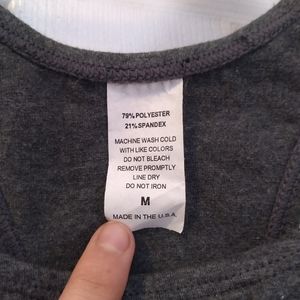 79% POLYESTER
21% SPANDEX
MACHINE WASH COLD
WITH LIKE COLORS
DO NOT BLEACH
REMOVE PROMPTLY
LINE DRY
DO NOT IRON
M
MADE IN THE U.S.A.